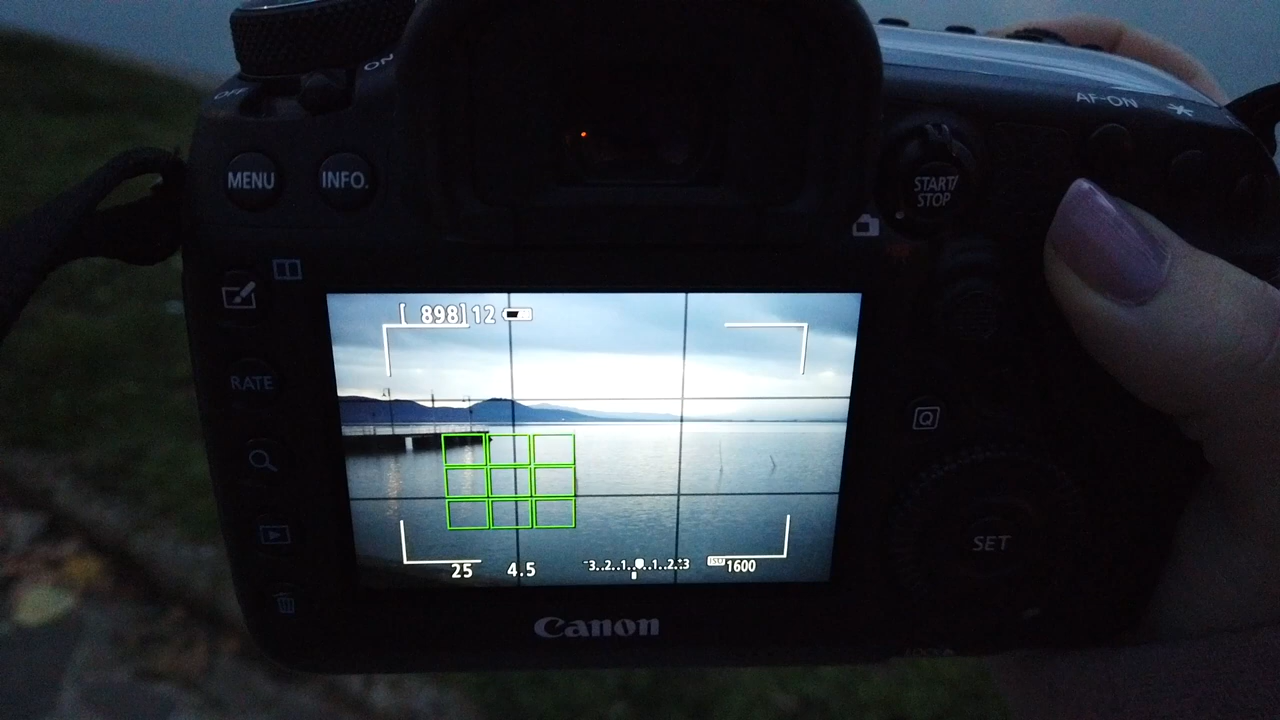 ON
OFF
AF-ON
MENU
INFO.
START/
STOP
RATE
[ 898] 12
Q
25 4.5 -3..2..1..0..1..2..+3 ISO 1600
SET
Canon